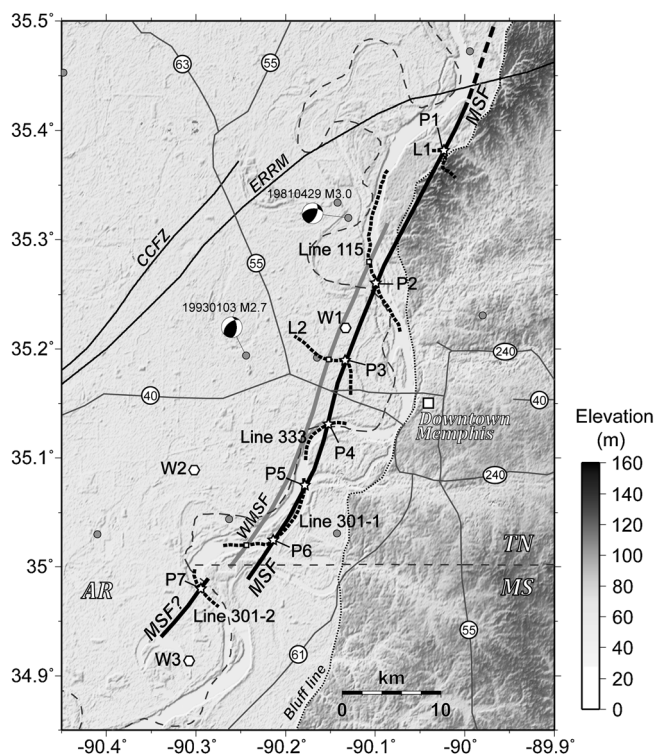 35.5°
35.4°
35.3°
35.2°
35.1°
35°
34.9°
63
55
MSF
P1
L1
ERRM
CCFZ
19810429 M3.0
55
Line 115
P2
19930103 M2.7
L2
W1
P3
240
40
40
Downtown
Memphis
Line 333
P4
W2
P5
240
WMSF
Line 301-1
P6
MSF
TN
AR
MS
P7
MSF?
Line 301-2
W3
61
55
Bluff line
km
0
10
-90.4
-90.3
-90.2
-90.1
-90
-89.9
Elevation
(m)
160
140
120
100
80
60
40
20
0